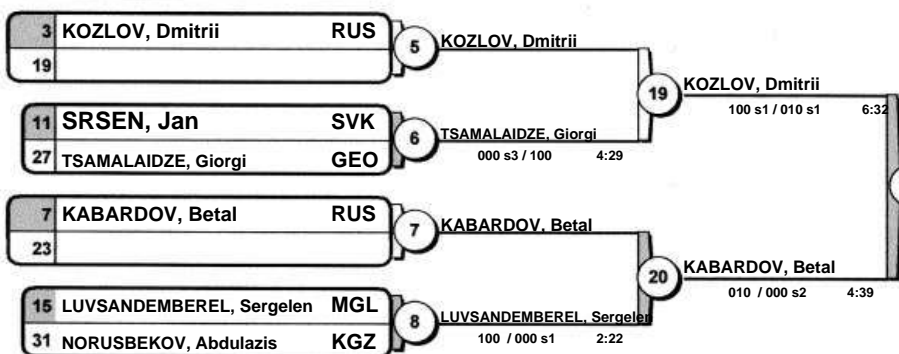 3 KOZLOV, Dmitrii RUS
19
5
KOZLOV, Dmitrii
11 SRSEN, Jan SVK
27 TSAMALAIDZE, Giorgi GEO
6
TSAMALAIDZE, Giorgi
000 s3 / 100 4:29
19
KOZLOV, Dmitrii
100 s1 / 010 s1 6:32
7 KABARDOV, Betal RUS
23
7
KABARDOV, Betal
15 LUVSANDEMBEREL, Sergelen MGL
31 NORUSBEKOV, Abdulazis KGZ
8
LUVSANDEMBEREL, Sergelen
100 / 000 s1 2:22
20
KABARDOV, Betal
010 / 000 s2 4:39